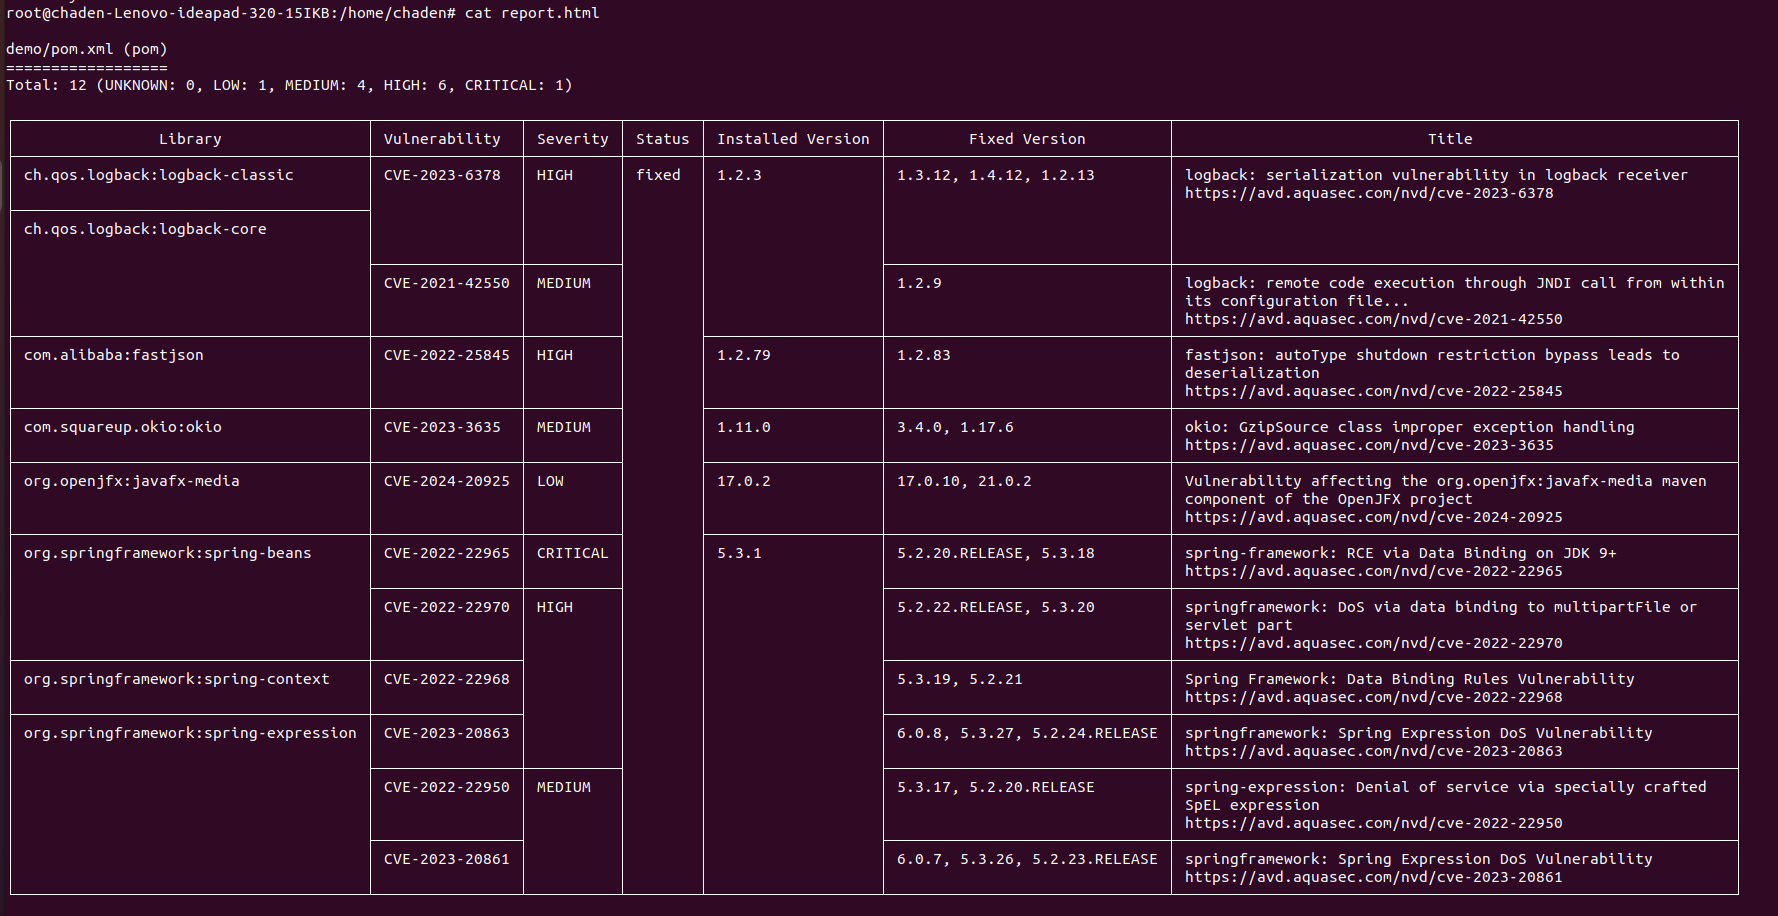 root@chaden-Lenovo-ideapad-320-15IKB:/home/chaden# cat report.html
demo/pom.xml (pom)
==================
Total: 12 (UNKNOWN: 0, LOW: 1, MEDIUM: 4, HIGH: 6, CRITICAL: 1)
Library Vulnerability Severity Status Installed Version Fixed Version Title
ch.qos.logback:logback-classic CVE-2023-6378 HIGH fixed 1.2.3 1.3.12, 1.4.12, 1.2.13 logback: serialization vulnerability in logback receiver
https://avd.aquasec.com/nvd/cve-2023-6378
ch.qos.logback:logback-core
CVE-2021-42550 MEDIUM 1.2.9 logback: remote code execution through JNDI call from within
its configuration file...
https://avd.aquasec.com/nvd/cve-2021-42550
com.alibaba:fastjson CVE-2022-25845 HIGH 1.2.79 1.2.83 fastjson: autoType shutdown restriction bypass leads to
deserialization
https://avd.aquasec.com/nvd/cve-2022-25845
com.squareup.okio:okio CVE-2023-3635 MEDIUM 1.11.0 3.4.0, 1.17.6 okio: GzipSource class improper exception handling
https://avd.aquasec.com/nvd/cve-2023-3635
org.openjfx:javafx-media CVE-2024-20925 LOW 17.0.2 17.0.10, 21.0.2 Vulnerability affecting the org.openjfx:javafx-media maven
component of the OpenJFX project
https://avd.aquasec.com/nvd/cve-2024-20925
org.springframework:spring-beans CVE-2022-22965 CRITICAL 5.3.1 5.2.20.RELEASE, 5.3.18 spring-framework: RCE via Data Binding on JDK 9+
https://avd.aquasec.com/nvd/cve-2022-22965
CVE-2022-22970 HIGH 5.2.22.RELEASE, 5.3.20 springframework: DoS via data binding to multipartFile or
servlet part
https://avd.aquasec.com/nvd/cve-2022-22970
org.springframework:spring-context CVE-2022-22968 5.3.19, 5.2.21 Spring Framework: Data Binding Rules Vulnerability
https://avd.aquasec.com/nvd/cve-2022-22968
org.springframework:spring-expression CVE-2023-20863 6.0.8, 5.3.27, 5.2.24.RELEASE springframework: Spring Expression DoS Vulnerability
https://avd.aquasec.com/nvd/cve-2023-20863
CVE-2022-22950 MEDIUM 5.3.17, 5.2.20.RELEASE spring-expression: Denial of service via specially crafted
SpEL expression
https://avd.aquasec.com/nvd/cve-2022-22950
CVE-2023-20861 6.0.7, 5.3.26, 5.2.23.RELEASE springframework: Spring Expression DoS Vulnerability
https://avd.aquasec.com/nvd/cve-2023-20861